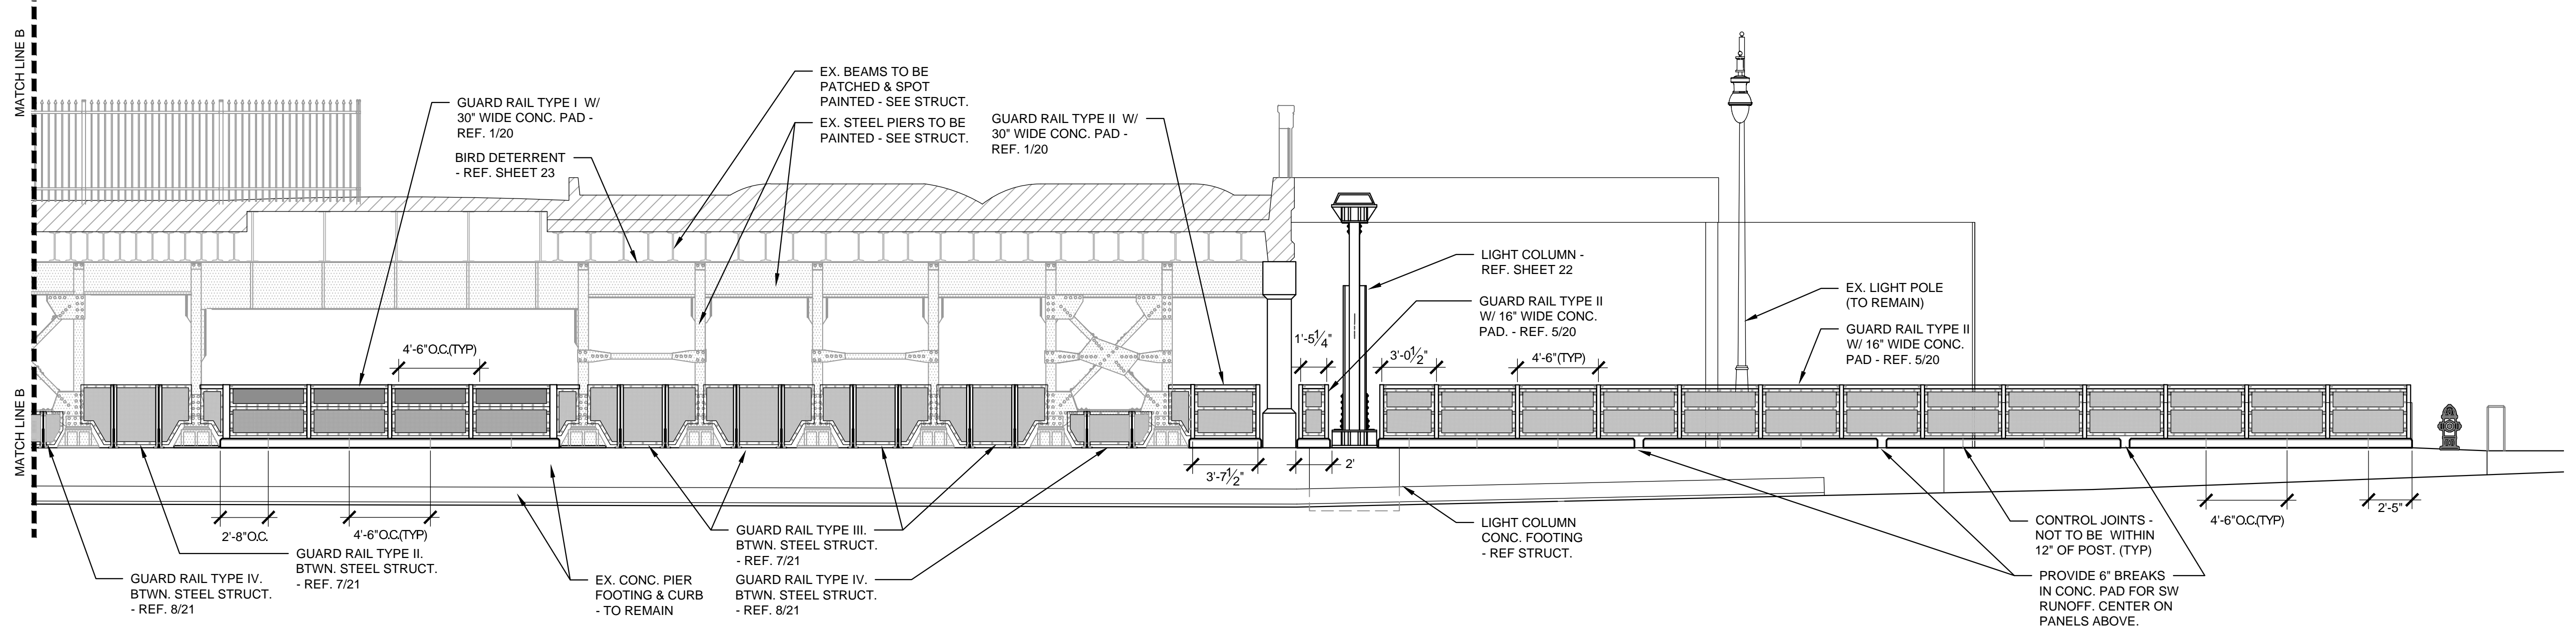 MATCH LINE B
MATCH LINE B
GUARD RAIL TYPE I W/
30" WIDE CONC. PAD -
REF. 1/20
BIRD DETERRENT
- REF. SHEET 23
EX. BEAMS TO BE
PATCHED & SPOT
PAINTED - SEE STRUCT.
EX. STEEL PIERS TO BE
PAINTED - SEE STRUCT.
GUARD RAIL TYPE II W/
30" WIDE CONC. PAD -
REF. 1/20
LIGHT COLUMN -
REF. SHEET 22
GUARD RAIL TYPE II
W/ 16" WIDE CONC.
PAD. - REF. 5/20
EX. LIGHT POLE
(TO REMAIN)
GUARD RAIL TYPE II
W/ 16" WIDE CONC.
PAD - REF. 5/20
4'-6"O.C.(TYP)
1'-5 1/4"
3'-0 1/2"
4'-6"(TYP)
3'-7 1/2"
2'
2'-8"O.C.
4'-6"O.C.(TYP)
4'-6"O.C.(TYP)
2'-5"
GUARD RAIL TYPE IV.
BTWN. STEEL STRUCT.
- REF. 8/21
GUARD RAIL TYPE II.
BTWN. STEEL STRUCT.
- REF. 7/21
EX. CONC. PIER
FOOTING & CURB
- TO REMAIN
GUARD RAIL TYPE III.
BTWN. STEEL STRUCT.
- REF. 7/21
GUARD RAIL TYPE IV.
BTWN. STEEL STRUCT.
- REF. 8/21
LIGHT COLUMN
CONC. FOOTING
- REF STRUCT.
CONTROL JOINTS -
NOT TO BE WITHIN
12" OF POST. (TYP)
PROVIDE 6" BREAKS
IN CONC. PAD FOR SW
RUNOFF. CENTER ON
PANELS ABOVE.